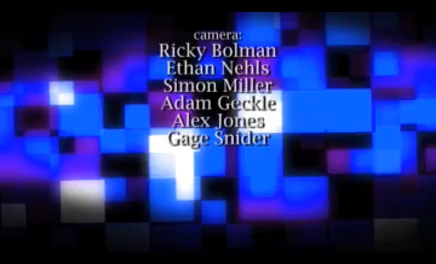 camera:
Ricky Bolman
Ethan Nehls
Simon Miller
Adam Geckle
Alex Jones
Gage Snider